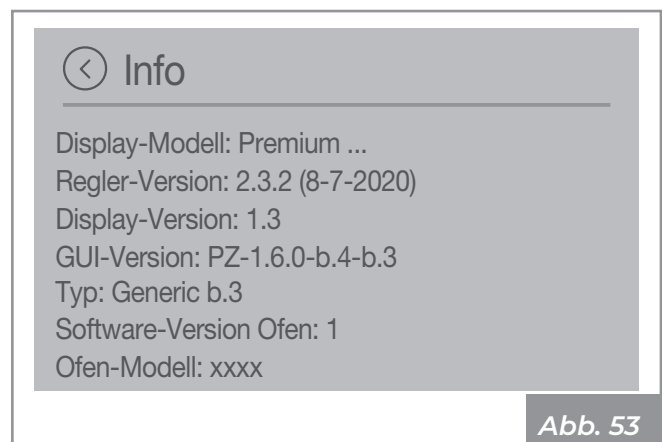 Info
Display-Modell: Premium ...
Regler-Version: 2.3.2 (8-7-2020)
Display-Version: 1.3
GUI-Version: PZ-1.6.0-b.4-b.3
Typ: Generic b.3
Software-Version Ofen: 1
Ofen-Modell: xxxx
Abb. 53